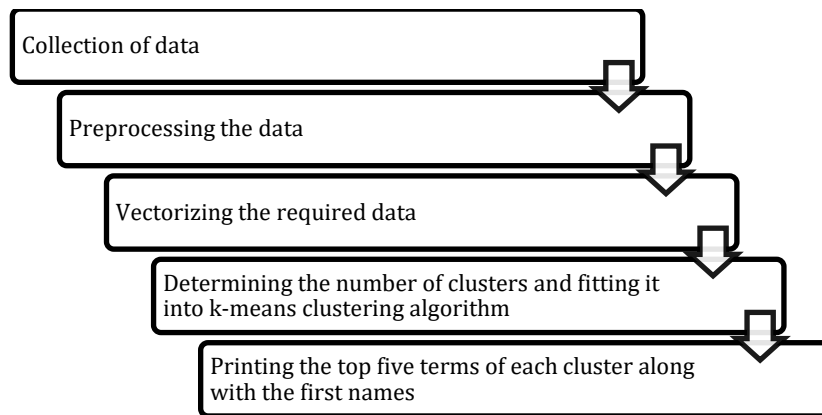 Collection of data
Preprocessing the data
Vectorizing the required data
Determining the number of clusters and fitting it
into k-means clustering algorithm
Printing the top five terms of each cluster along
with the first names